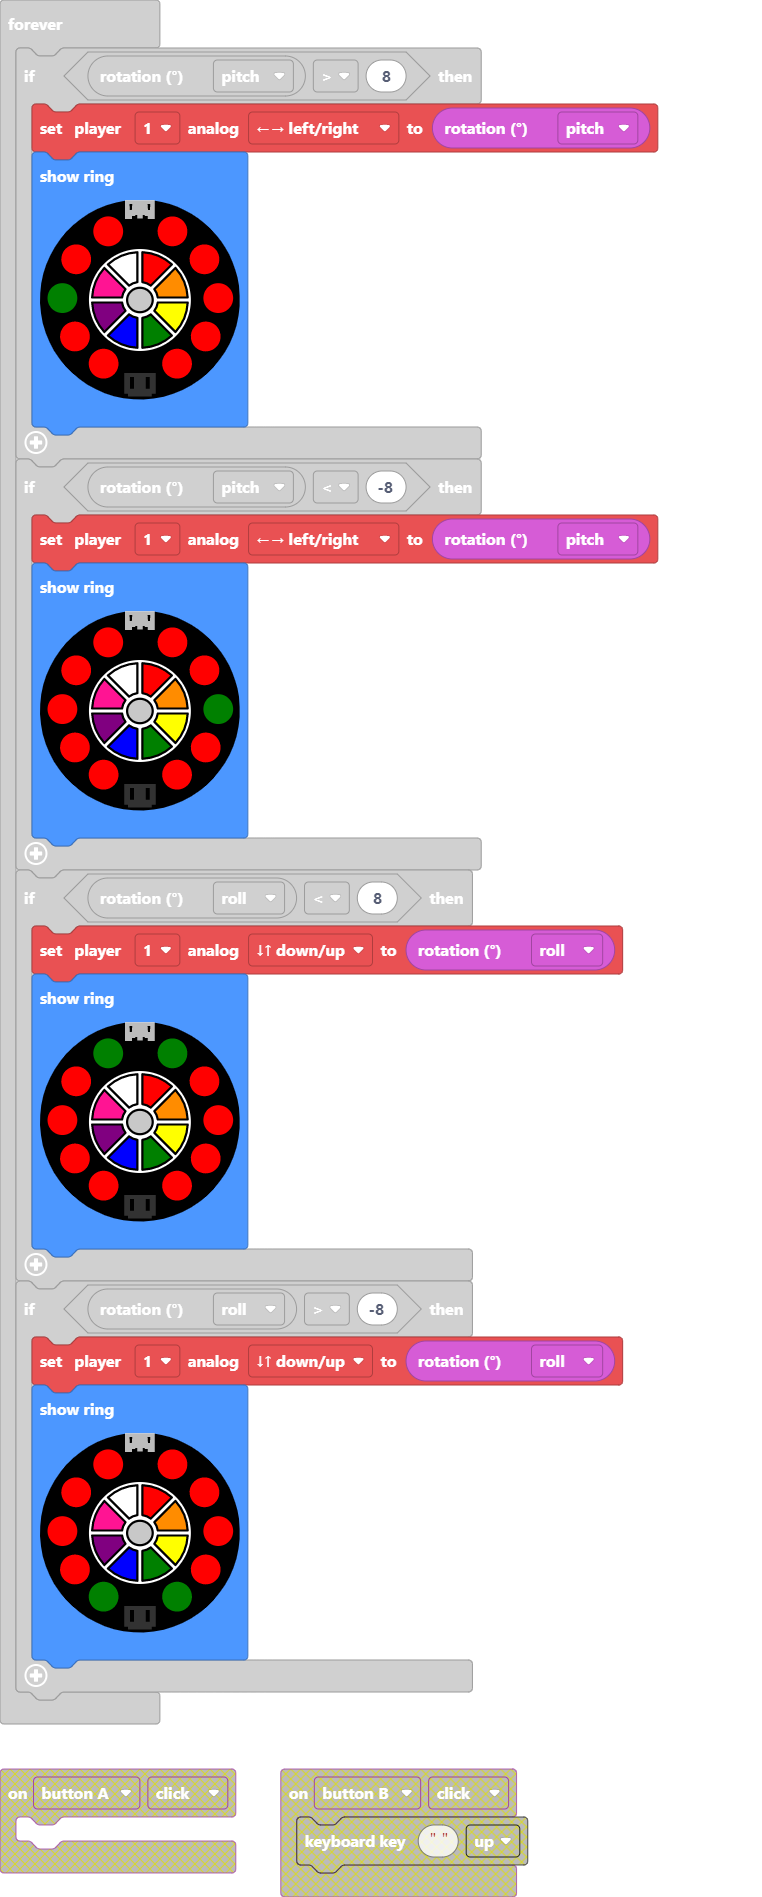 forever
if rotation (°) pitch > 8 then
set player 1 analog ←→ left/right to rotation (°) pitch
show ring
if rotation (°) pitch < -8 then
set player 1 analog ←→ left/right to rotation (°) pitch
show ring
if rotation (°) roll < 8 then
set player 1 analog ↓↑ down/up to rotation (°) roll
show ring
if rotation (°) roll > -8 then
set player 1 analog ↓↑ down/up to rotation (°) roll
show ring
on button A click
on button B click
keyboard key " " up